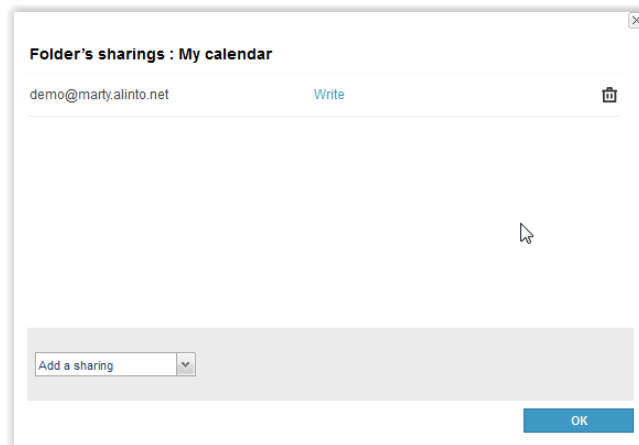 Folder's sharings : My calendar
demo@marty.alinto.net Write
Add a sharing
OK